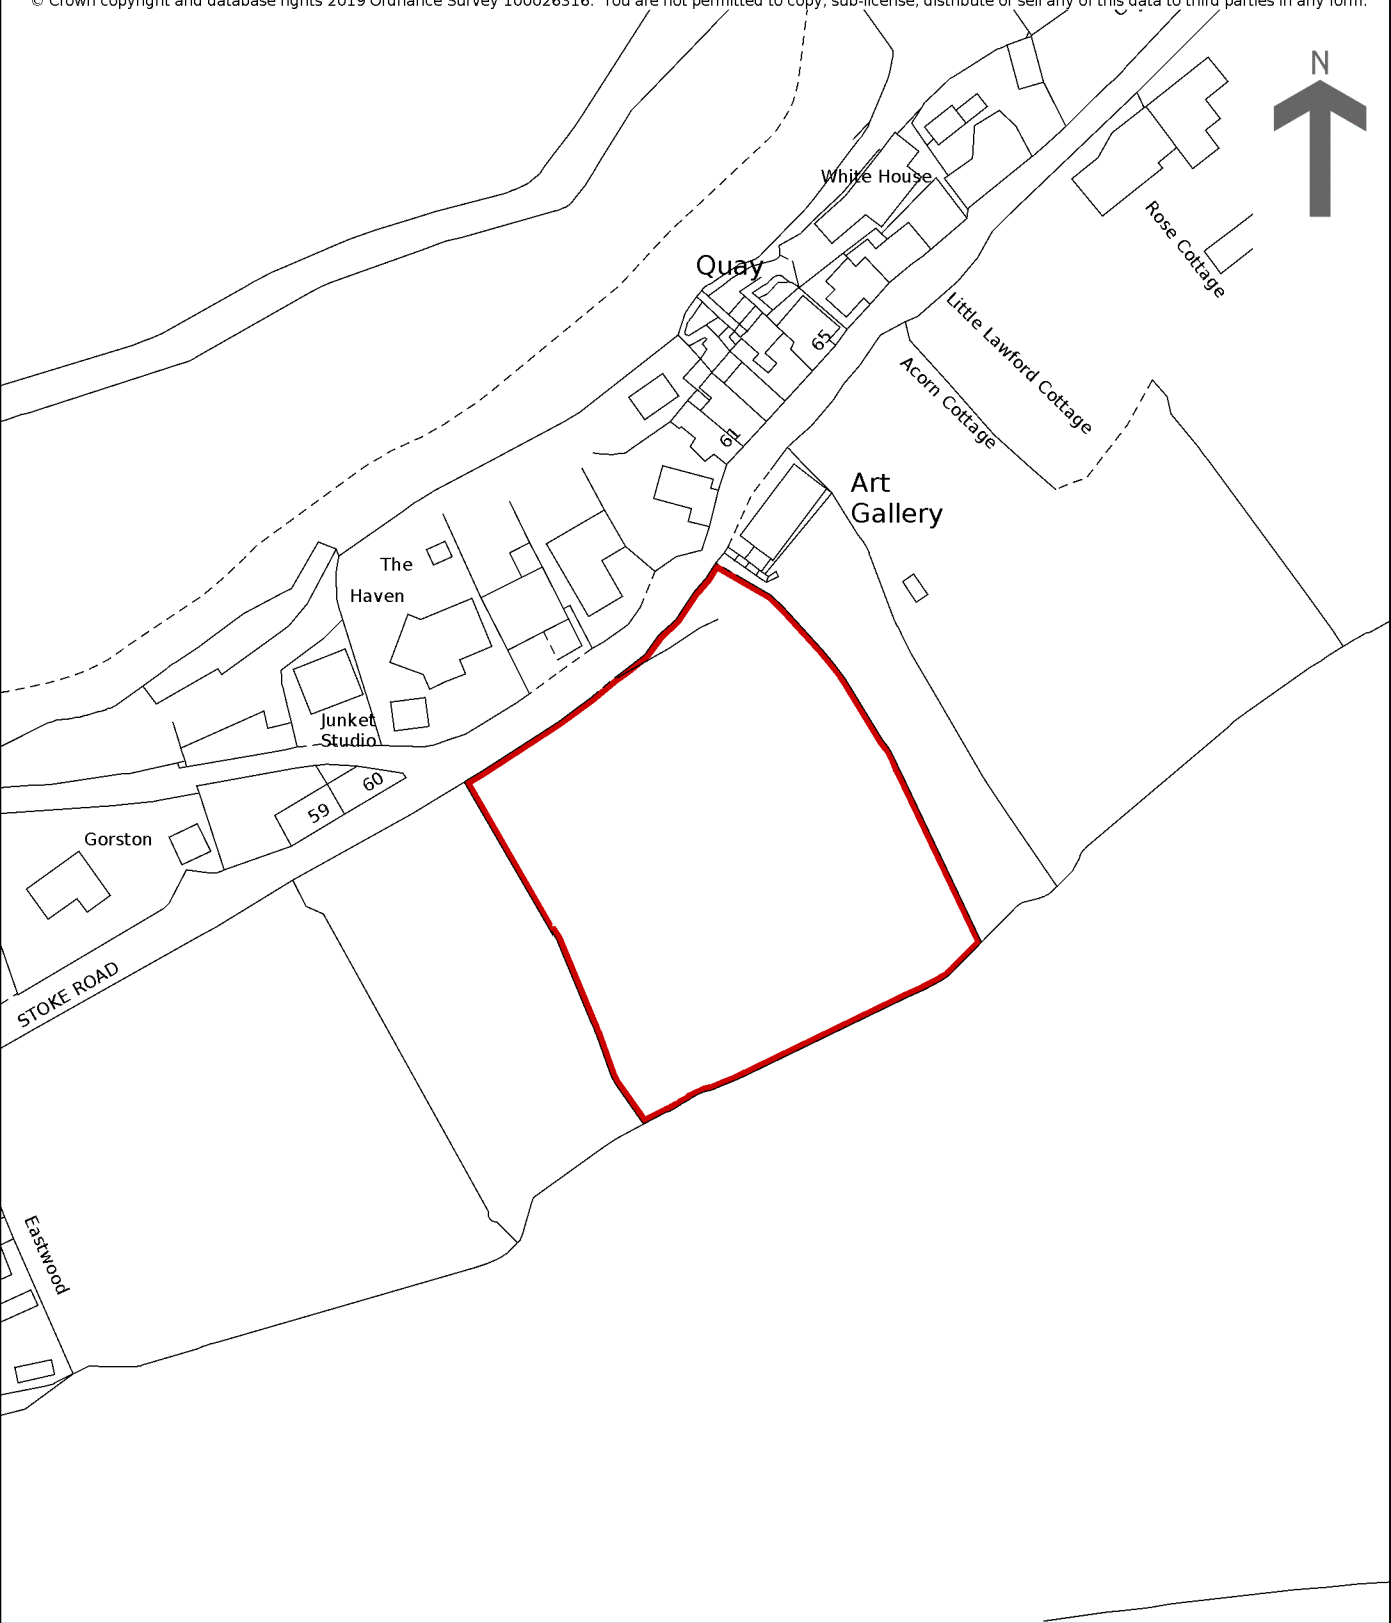 © Crown copyright and database rights 2019 Ordnance Survey 100026316. You are not permitted to copy, sub-license, distribute or sell any of this data to third parties in any form.
N
White House
Rose Cottage
Quay
Little Lawford Cottage
65
Acorn Cottage
61
Art
Gallery
The
Haven
Junket
Studio
60
59
Gorston
STOKE ROAD
Eastwood